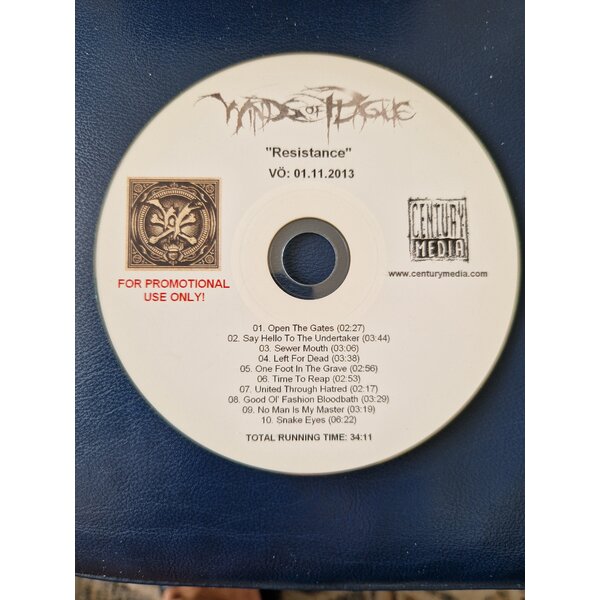 WINDS OF PLAGUE
"Resistance"
VÖ: 01.11.2013
CENTURY
MEDIA
www.centurymedia.com
FOR PROMOTIONAL
USE ONLY!
01. Open The Gates (02:27)
02. Say Hello To The Undertaker (03:44)
03. Sewer Mouth (03:06)
04. Left For Dead (03:38)
05. One Foot In The Grave (02:56)
06. Time To Reap (02:53)
07. United Through Hatred (02:17)
08. Good Ol' Fashion Bloodbath (03:29)
09. No Man Is My Master (03:19)
10. Snake Eyes (06:22)
TOTAL RUNNING TIME: 34:11